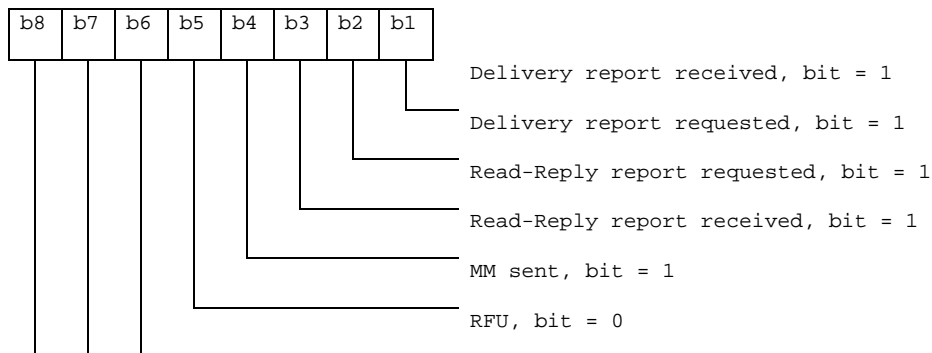 b8 b7 b6 b5 b4 b3 b2 b1
Delivery report received, bit = 1
Delivery report requested, bit = 1
Read-Reply report requested, bit = 1
Read-Reply report received, bit = 1
MM sent, bit = 1
RFU, bit = 0